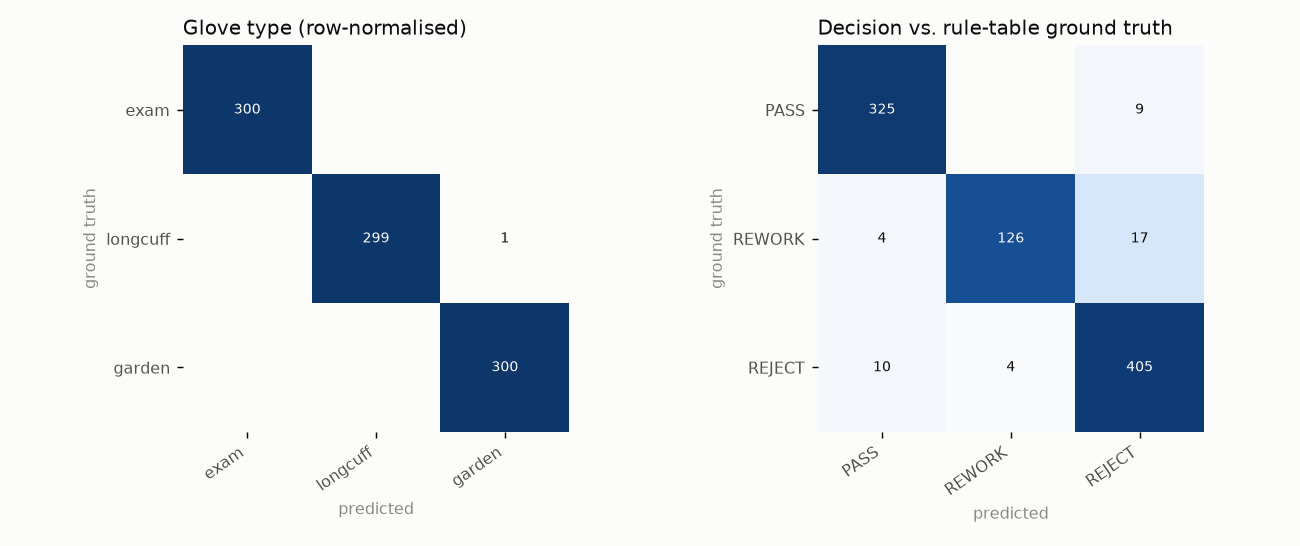 Glove type (row-normalised)
exam
300
longcuff
299
1
garden
300
ground truth
exam
longcuff
garden
predicted
Decision vs. rule-table ground truth
PASS
325
9
REWORK
4
126
17
REJECT
10
4
405
ground truth
PASS
REWORK
REJECT
predicted